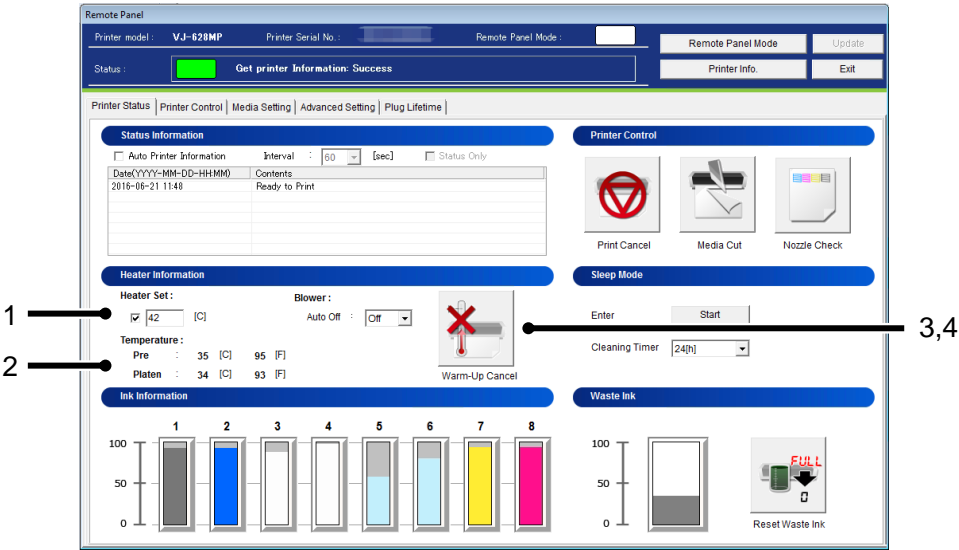 Remote Panel
Printer model : VJ-628MP Printer Serial No. : Remote Panel Mode :
Remote Panel Mode Update
Status : Get printer Information: Success
Printer Info. Exit
Printer Status Printer Control Media Setting Advanced Setting Plug Lifetime
Status Information
Auto Printer Information Interval : 60 [sec] Status Only
Date(YYYY-MM-DD-HH:MM) Contents
2016-06-21 11:48 Ready to Print
Printer Control
Print Cancel Media Cut Nozzle Check
Heater Information
Heater Set :
1
42 [C]
Blower :
Auto Off : Off
Temperature :
2
Pre : 35 [C] 95 [F]
Platen : 34 [C] 93 [F]
Warm-Up Cancel
3,4
Sleep Mode
Enter Start
Cleaning Timer 24[h]
Ink Information
1 2 3 4 5 6 7 8
100
50
0
Waste Ink
100
50
0
FULL
0
Reset Waste Ink